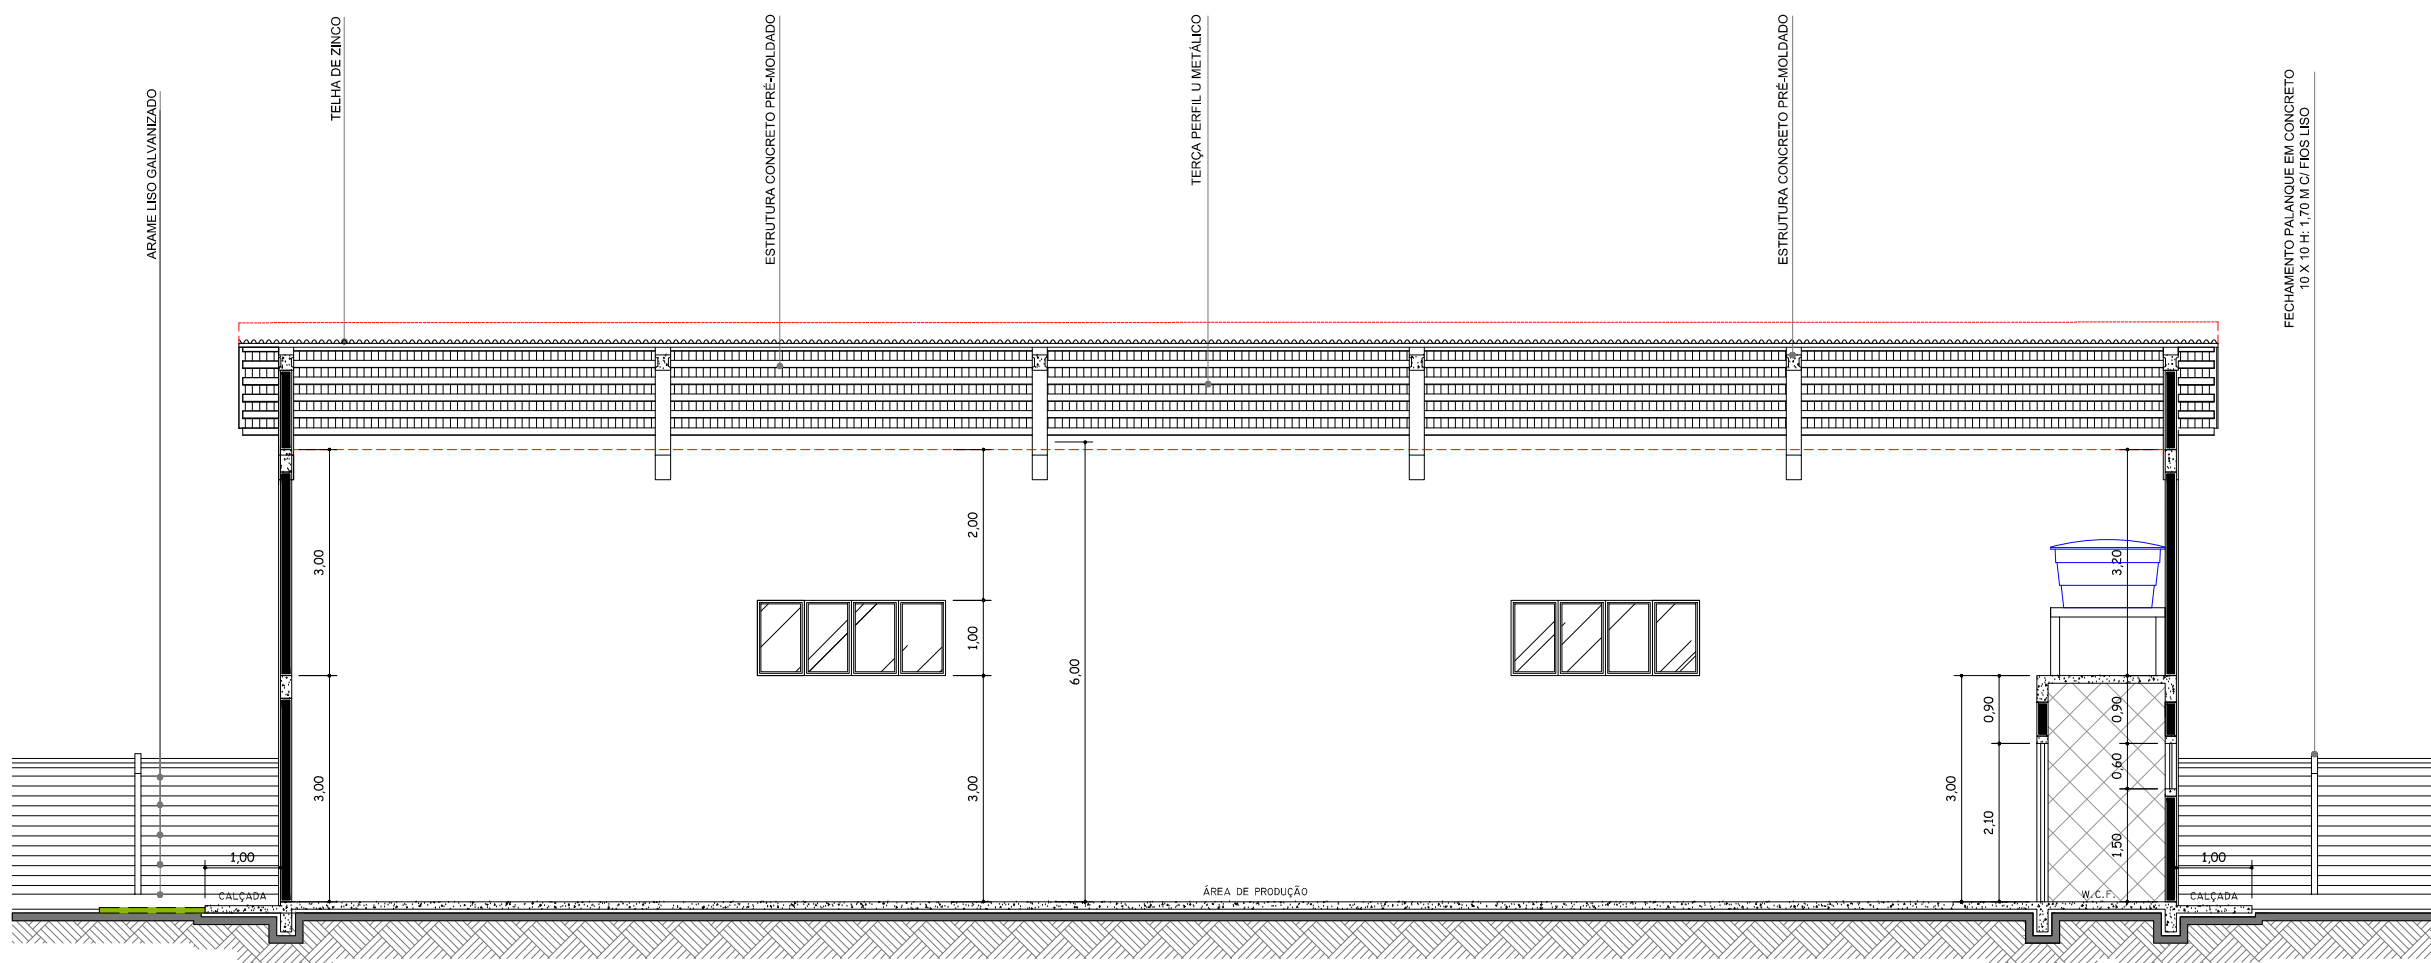 ARAME LISO GALVANIZADO
TELHA DE ZINCO
ESTRUTURA CONCRETO PRÉ-MOLDADO
TERÇA PERFIL U METÁLICO
ESTRUTURA CONCRETO PRÉ-MOLDADO
FECHAMENTO PALANQUE EM CONCRETO
10 X 10 H: 1,70 M C/ FIOS LISO
3,00
3,00
2,00
1,00
3,00
6,00
3,00
0,90
2,10
3,20
0,90
0,60
1,50
1,00
1,00
CALÇADA
ÁREA DE PRODUÇÃO
W.C.F.
CALÇADA